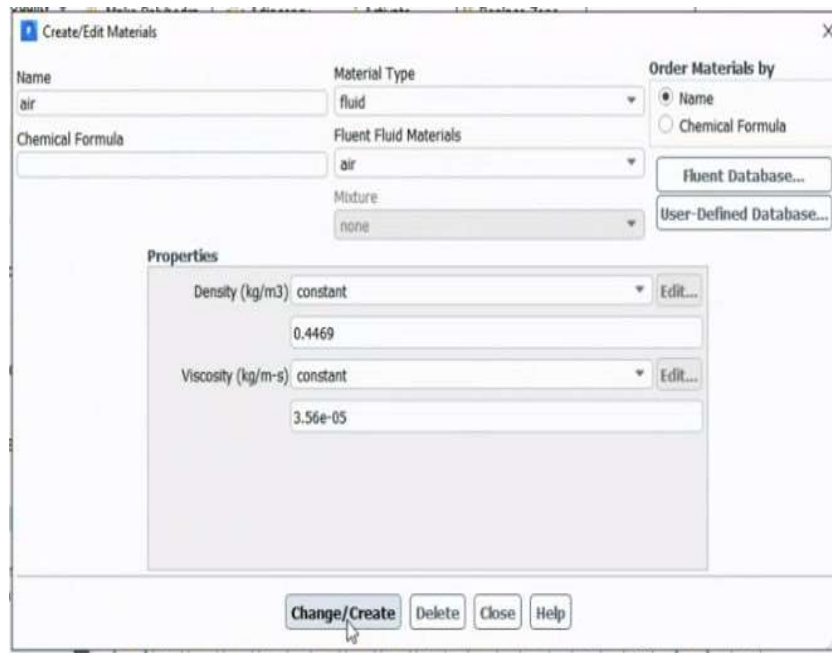 Create/Edit Materials
Name
air
Chemical Formula
Material Type
fluid
Fluent Fluid Materials
air
Mixture
none
Order Materials by
Name
Chemical Formula
Fluent Database...
User-Defined Database...
Properties
Density (kg/m3) constant Edit...
0.4469
Viscosity (kg/m-s) constant Edit...
3.56e-05
Change/Create Delete Close Help